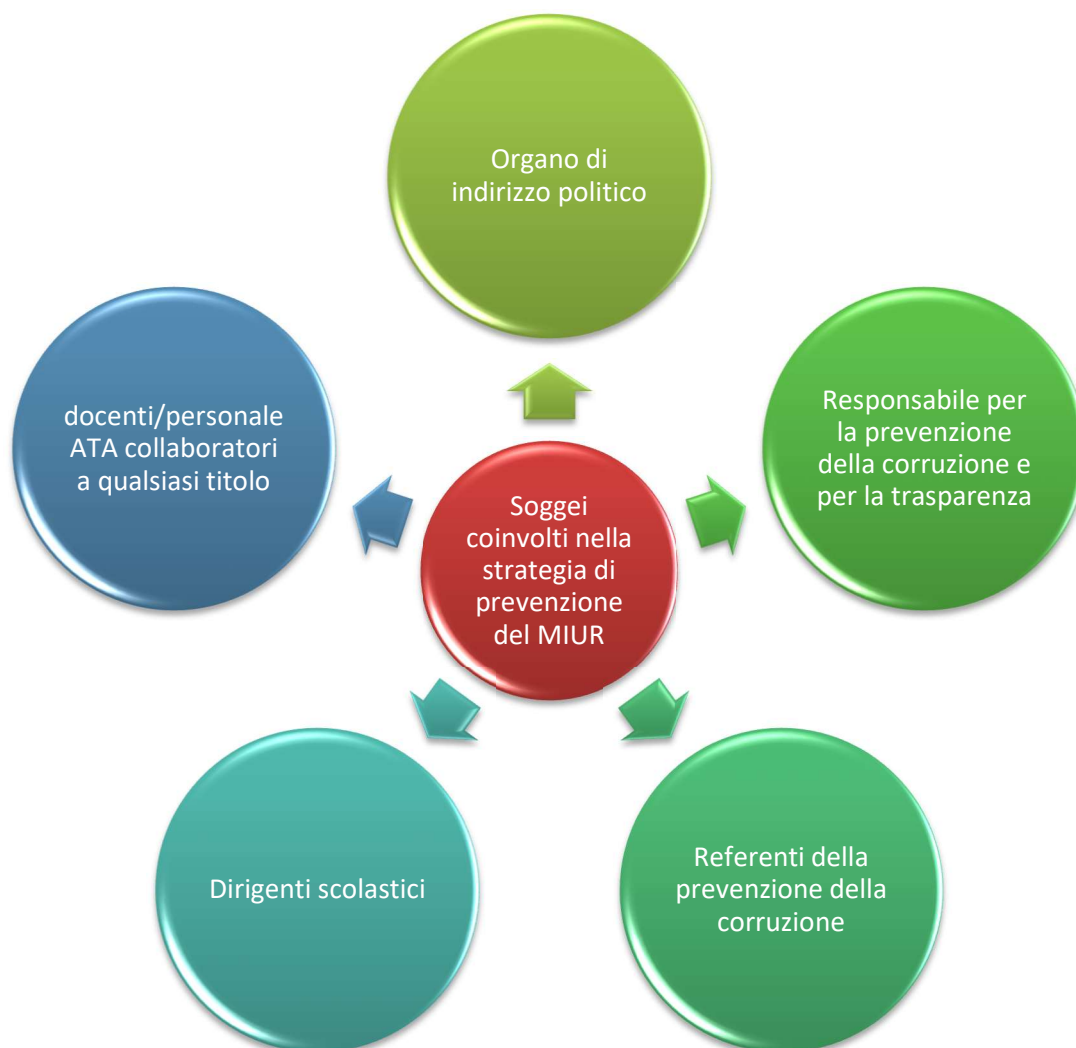 Organo di
indirizzo politico
Responsabile per
la prevenzione
della corruzione e
per la trasparenza
Referenti della
prevenzione della
corruzione
Dirigenti scolastici
docenti/personale
ATA collaboratori
a qualsiasi titolo
Soggei
coinvolti nella
strategia di
prevenzione
del MIUR